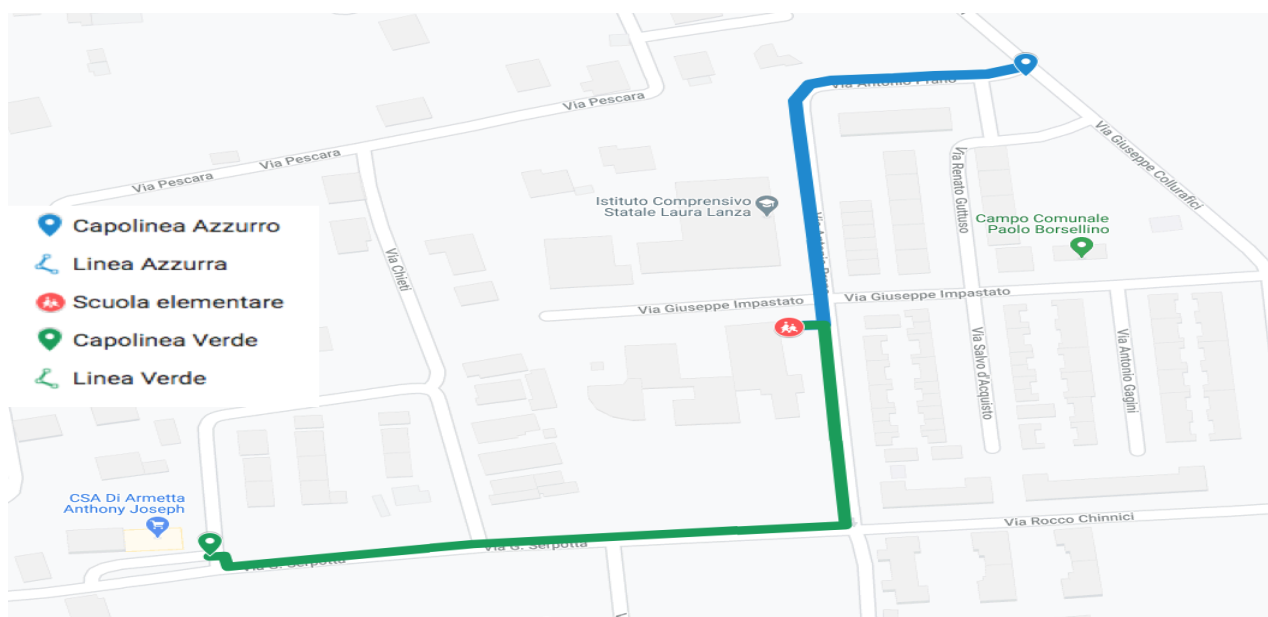 Via Pescara
Via Pescara
Via Pescara
Via Antonio Prano
Via Giuseppe Collurafici
Via Renato Guttuso
Istituto Comprensivo
Statale Laura Lanza
Campo Comunale
Paolo Borsellino
Capolinea Azzurro
Linea Azzurra
Scuola elementare
Capolinea Verde
Linea Verde
Via Chieti
Via Giuseppe Impastato
Via Giuseppe Impastato
Via Salvo d'Acquisto
Via Antonio Gagini
CSA Di Armetta
Anthony Joseph
Via Rocco Chinnici
Via G. Serpotta
Via G. Serpotta